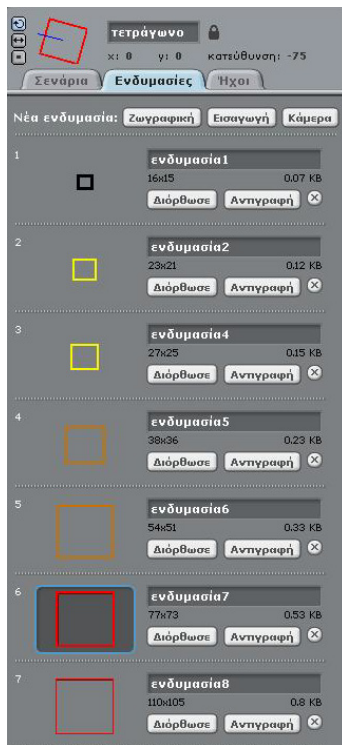 τετράγωνο
x: 0 y: 0 κατεύθυνση: -75
Σενάρια Ενδυμασίες Ήχοι
Νέα ενδυμασία: Ζωγραφική Εισαγωγή Κάμερα
1
ενδυμασία1
16x15 0.07 KB
Διόρθωσε Αντιγραφή
2
ενδυμασία2
23x21 0.12 KB
Διόρθωσε Αντιγραφή
3
ενδυμασία4
27x25 0.15 KB
Διόρθωσε Αντιγραφή
4
ενδυμασία5
38x36 0.23 KB
Διόρθωσε Αντιγραφή
5
ενδυμασία6
54x51 0.33 KB
Διόρθωσε Αντιγραφή
6
ενδυμασία7
77x73 0.53 KB
Διόρθωσε Αντιγραφή
7
ενδυμασία8
110x105 0.8 KB
Διόρθωσε Αντιγραφή